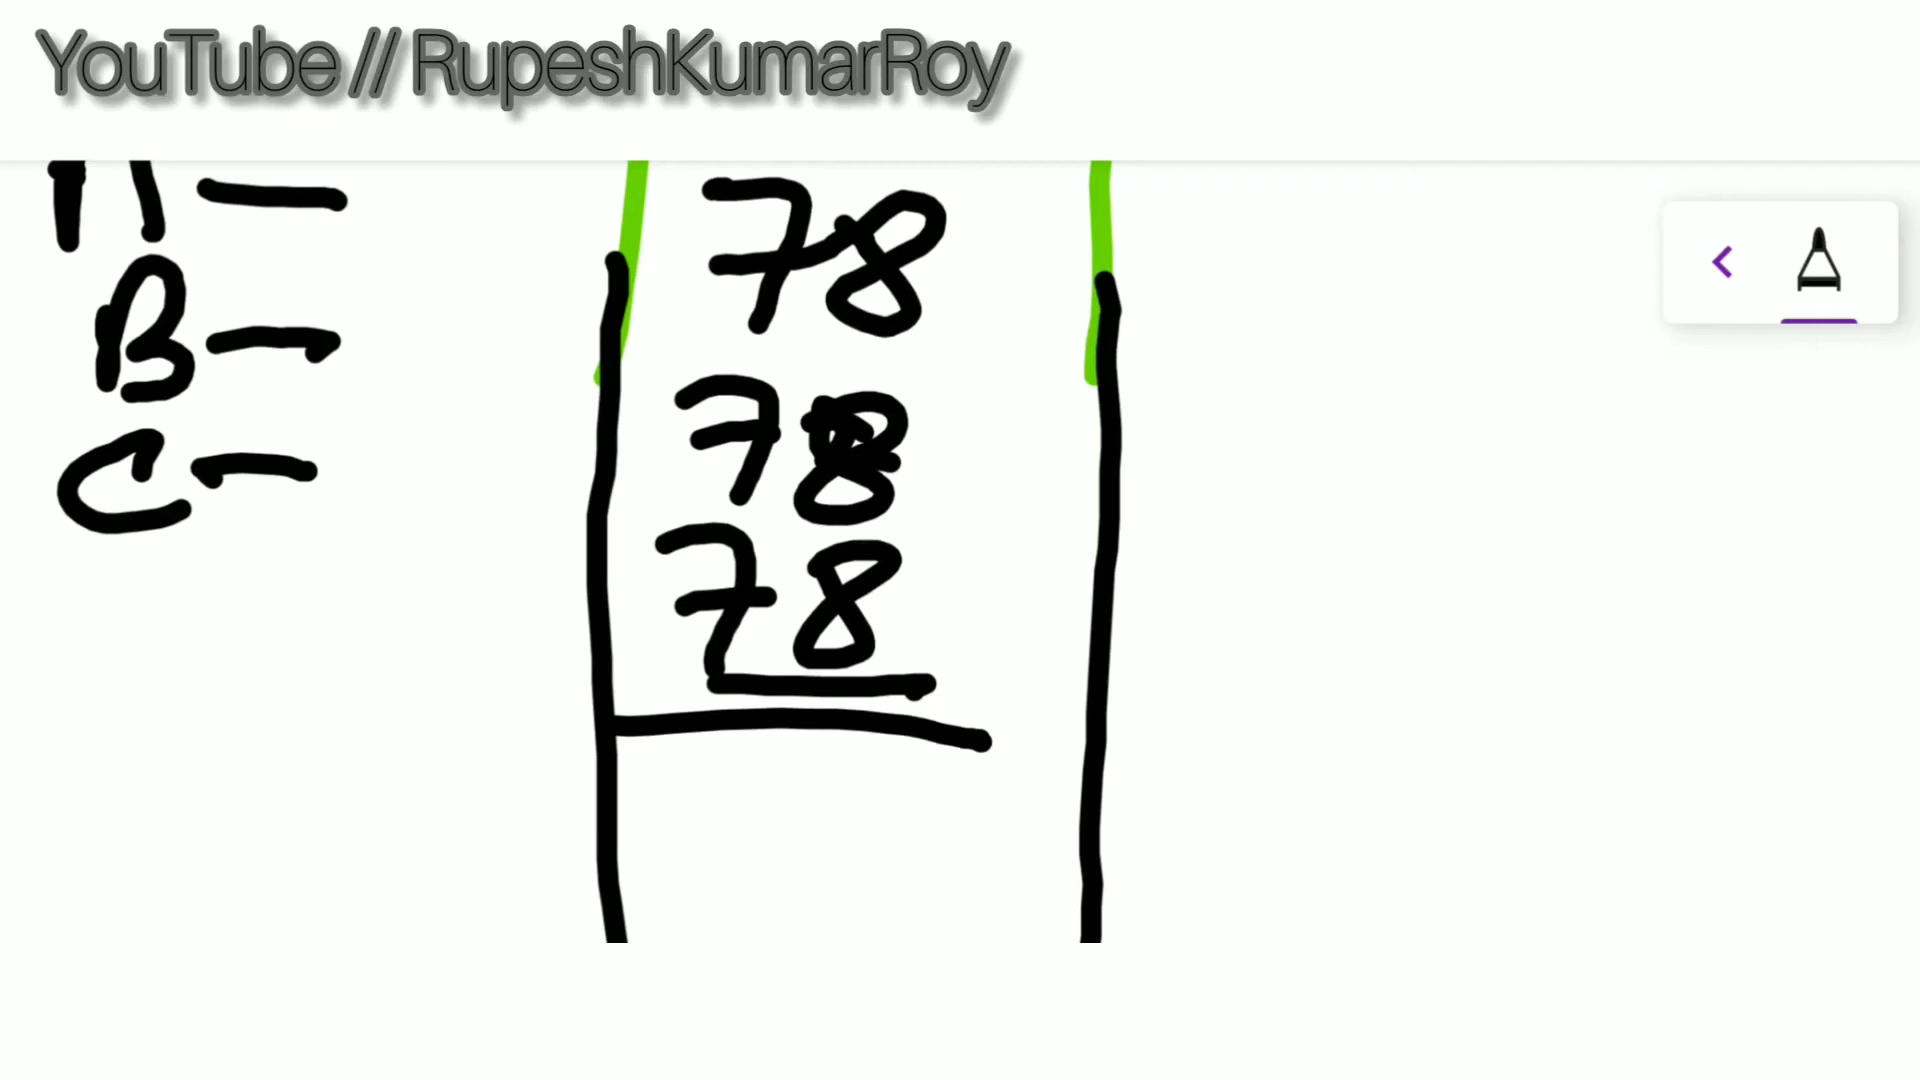 YouTube // RupeshKumarRoy
A — 78
B — 78
C — 78